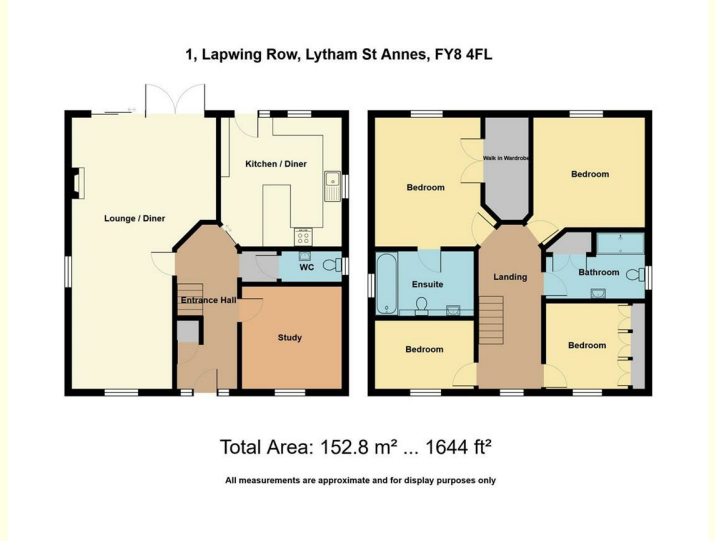 1, Lapwing Row, Lytham St Annes, FY8 4FL
Kitchen / Diner
Lounge / Diner
WC
Entrance Hall
Study
Walk in Wardrobe
Bedroom
Bedroom
Ensuite
Landing
Bathroom
Bedroom
Bedroom
Total Area: 152.8 m² ... 1644 ft²
All measurements are approximate and for display purposes only